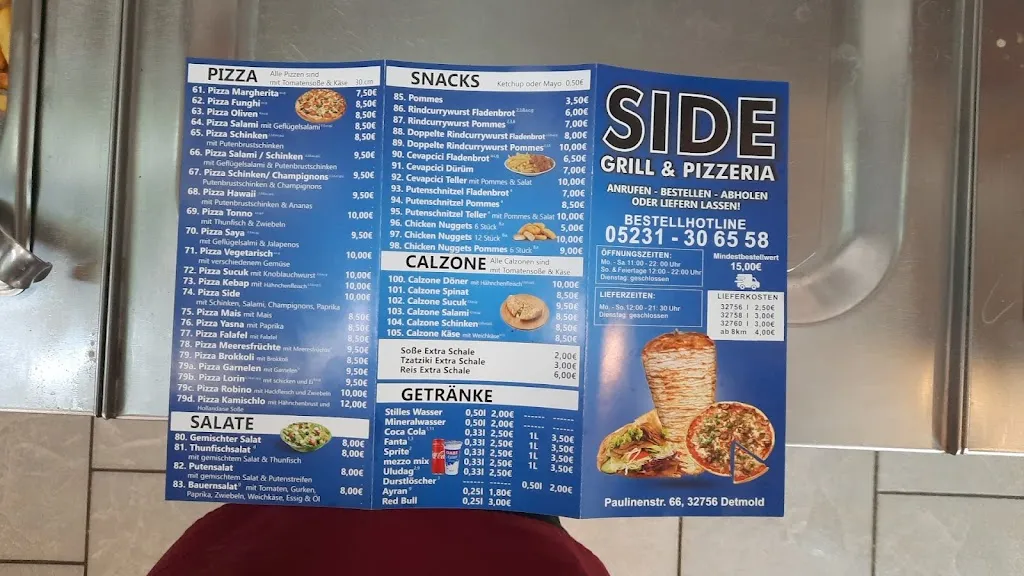 PIZZA Alle Pizzen sind
mit Tomatensoße & Käse 30 cm
61. Pizza Margherita 7,50€
62. Pizza Funghi 8,50€
63. Pizza Oliven 8,50€
64. Pizza Salami mit Geflügelsalami 8,50€
65. Pizza Schinken 8,50€
mit Putenbrustschinken
66. Pizza Salami / Schinken 9,50€
mit Geflügelsalami & Putenbrustschinken
67. Pizza Schinken/ Champignons 9,50€
Putenbrustschinken & Champignons
68. Pizza Hawaii 9,50€
mit Putenbrustschinken & Ananas
69. Pizza Tonno 10,00€
mit Thunfisch & Zwiebeln
70. Pizza Saya 9,50€
mit Geflügelsalmi & Jalapenos
71. Pizza Vegetarisch 10,00€
mit verschiedenem Gemüse
72. Pizza Sucuk mit Knoblauchwurst 10,00€
73. Pizza Kebap mit Hähnchenfleisch 10,00€
74. Pizza Side 10,00€
mit Schinken, Salami, Champignons, Paprika
75. Pizza Mais mit Mais 8,50€
76. Pizza Yasna mit Paprika 8,50€
77. Pizza Falafel mit Falafel 8,50€
78. Pizza Meeresfrüchte mit Meeresfrüchte 9,50€
79. Pizza Brokkoli mit Brokkoli 8,50€
79a. Pizza Garnelen mit Garnelen 9,50€
79b. Pizza Lorin mit schicken und Ei 9,50€
79c. Pizza Robino mit Hackfleisch und Zwiebeln 10,00€
79d. Pizza Kamischlo mit Hähnchenbrust und 12,00€
Hollandaise Soße
SALATE
80. Gemischter Salat 8,00€
81. Thunfischsalat 8,00€
mit gemischtem Salat & Thunfisch
82. Putensalat 8,00€
mit gemischtem Salat & Putenstreifen
83. Bauernsalat mit Tomaten, Gurken, 8,00€
Paprika, Zwiebeln, Weichkäse, Essig & Öl
SNACKS Ketchup oder Mayo 0,50€
85. Pommes 3,50€
86. Rindcurrywurst Fladenbrot 6,00€
87. Rindcurrywurst Pommes 7,00€
88. Doppelte Rindcurrywurst Fladenbrot 8,00€
89. Doppelte Rindcurrywurst Pommes 10,00€
90. Cevapcici Fladenbrot 6,50€
91. Cevapcici Dürüm 7,00€
92. Cevapcici Teller mit Pommes & Salat 10,00€
93. Putenschnitzel Fladenbrot 7,00€
94. Putenschnitzel Pommes 8,50€
95. Putenschnitzel Teller mit Pommes & Salat 10,00€
96. Chicken Nuggets 6 Stück 5,00€
97. Chicken Nuggets 12 Stück 10,00€
98. Chicken Nuggets Pommes 6 Stück 9,00€
CALZONE Alle Calzonen sind
mit Tomatensoße & Käse
100. Calzone Döner mit Hähnchenfleisch 10,00€
101. Calzone Spinat 8,50€
102. Calzone Sucuk 9,50€
103. Calzone Salami 8,50€
104. Calzone Schinken 8,50€
105. Calzone Käse mit Weichkäse 8,50€
Soße Extra Schale 2,00€
Tzatziki Extra Schale 3,00€
Reis Extra Schale 6,00€
GETRÄNKE
Stilles Wasser 0,50l 2,00€ ------ ------
Mineralwasser 0,50l 2,00€ ------ ------
Coca Cola 0,33l 2,50€ 1L 3,50€
Fanta 0,33l 2,50€ 1L 3,50€
Sprite 0,33l 2,50€ 1L 3,50€
mezzo mix 0,33l 2,50€ 1L 3,50€
Uludag 0,33l 2,50€ ------ ------
Durstlöscher 0,50l 2,00€
Ayran 0,25l 1,80€
Red Bull 0,25l 3,00€
SIDE
GRILL & PIZZERIA
ANRUFEN - BESTELLEN - ABHOLEN
ODER LIEFERN LASSEN!
BESTELLHOTLINE
05231 - 30 65 58
ÖFFNUNGSZEITEN:
Mo. - Sa. 11:00 - 22: 00 Uhr
So. & Feiertage 12:00 - 22:00 Uhr
Dienstag: geschlossen
Mindestbestellwert
15,00€
LIEFERZEITEN:
Mo. - So. 12:00 - 21: 30 Uhr
Dienstag: geschlossen
LIEFERKOSTEN
32756 I 2,50€
32758 I 3,00€
32760 I 3,00€
ab 8km 4,00€
Paulinenstr. 66, 32756 Detmold